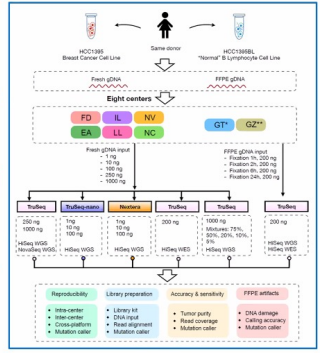 HCC1395
Breast Cancer Cell Line
Same donor
HCC1395BL
"Normal" B Lymphocyte Cell Line
Fresh gDNA
FFPE gDNA
Eight centers
FD IL NV
EA LL NC
GT* GZ**
Fresh gDNA input
- 1 ng
- 10 ng
- 100 ng
- 250 ng
- 1000 ng
FFPE gDNA input
- Fixation 1h, 200 ng
- Fixation 2h, 200 ng
- Fixation 6h, 200 ng
- Fixation 24h, 200 ng
TruSeq
TruSeq-nano
Nextera
TruSeq
TruSeq
TruSeq
250 ng
1000 ng
HiSeq WGS
NovaSeq WGS
1ng
10 ng
100 ng
HiSeq WGS
1ng
10 ng
100 ng
HiSeq WGS
200 ng
HiSeq WES
1000 ng
Mixtures: 75%,
50%, 20%, 10%,
5%
HiSeq WGS
200 ng
HiSeq WGS
HiSeq WES
Reproducibility
• Intra-center
• Inter-center
• Cross-platform
• Mutation caller
Library preparation
• Library kit
• DNA input
• Read alignment
• Mutation caller
Accuracy & sensitivity
• Tumor purity
• Read coverage
• Mutation caller
FFPE artifacts
• DNA damage
• Calling accuracy
• Mutation caller